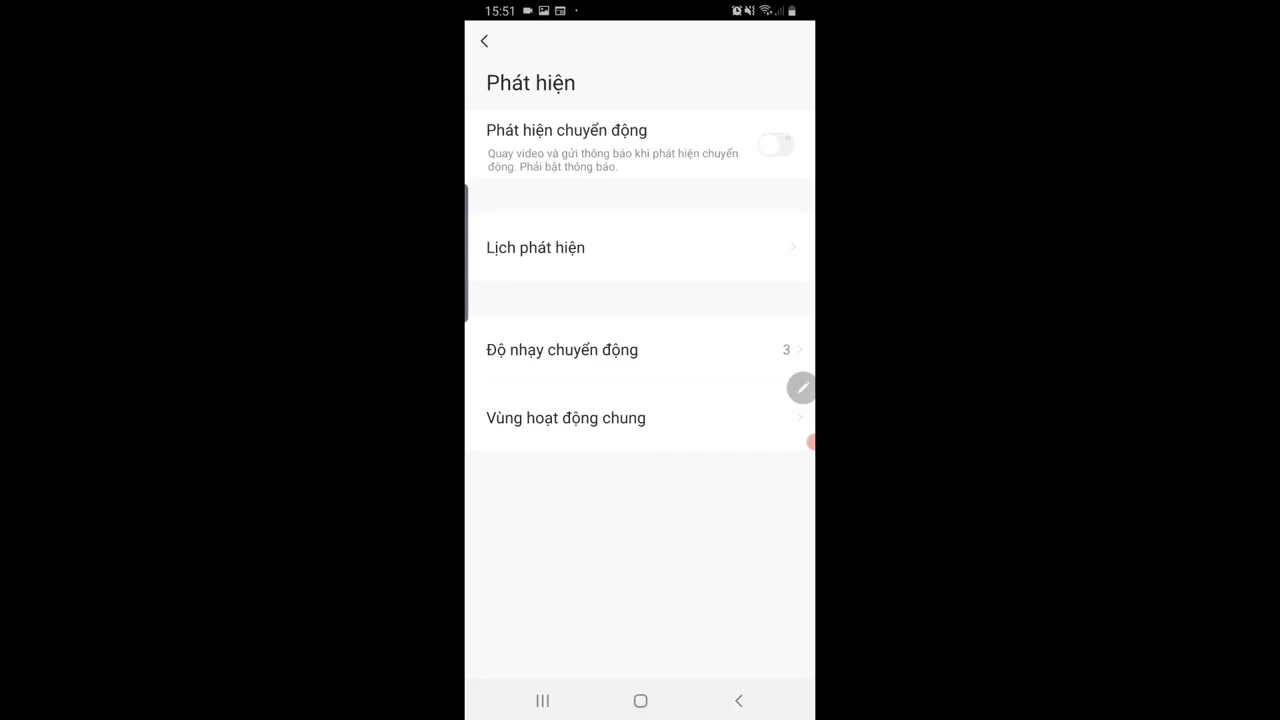 15:51
Phát hiện
Phát hiện chuyển động
Quay video và gửi thông báo khi phát hiện chuyển
động. Phải bật thông báo.
Lịch phát hiện
Độ nhạy chuyển động 3
Vùng hoạt động chung